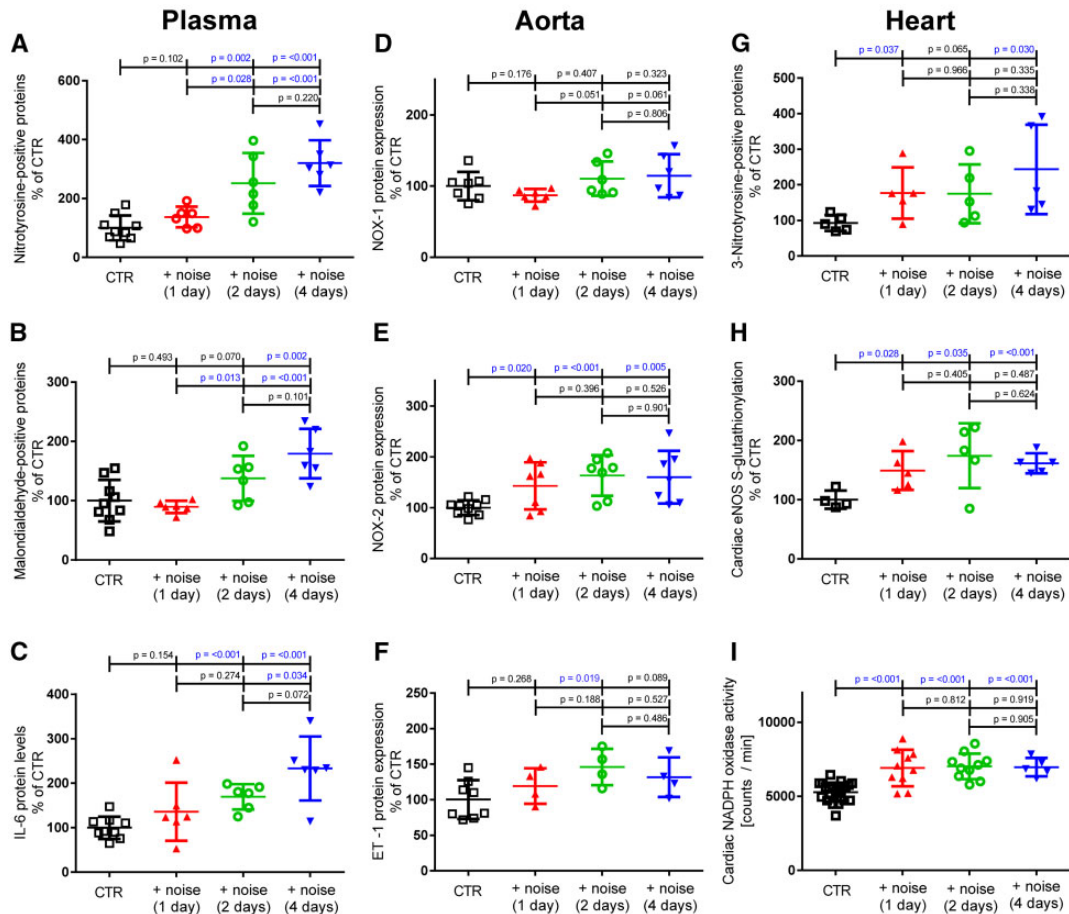 Plasma
Aorta
Heart
A
p = 0.102
p = 0.002
p = <0.001
p = 0.028
p = <0.001
p = 0.220
Nitrotyrosine-positive proteins
% of CTR
600
400
200
0
CTR
+ noise
(1 day)
+ noise
(2 days)
+ noise
(4 days)
D
p = 0.176
p = 0.407
p = 0.323
p = 0.051
p = 0.061
p = 0.806
NOX-1 protein expression
% of CTR
200
100
0
CTR
+ noise
(1 day)
+ noise
(2 days)
+ noise
(4 days)
G
p = 0.037
p = 0.065
p = 0.030
p = 0.966
p = 0.335
p = 0.338
3-Nitrotyrosine-positive proteins
% of CTR
500
400
300
200
100
0
CTR
+ noise
(1 day)
+ noise
(2 days)
+ noise
(4 days)
B
p = 0.493
p = 0.070
p = 0.002
p = 0.013
p = <0.001
p = 0.101
Malondialdehyde-positive proteins
% of CTR
300
200
100
0
CTR
+ noise
(1 day)
+ noise
(2 days)
+ noise
(4 days)
E
p = 0.020
p = <0.001
p = 0.005
p = 0.396
p = 0.526
p = 0.901
NOX-2 protein expression
% of CTR
300
200
100
0
CTR
+ noise
(1 day)
+ noise
(2 days)
+ noise
(4 days)
H
p = 0.028
p = 0.035
p = <0.001
p = 0.405
p = 0.487
p = 0.624
Cardiac eNOS S-glutathionylation
% of CTR
300
200
100
0
CTR
+ noise
(1 day)
+ noise
(2 days)
+ noise
(4 days)
C
p = 0.154
p = <0.001
p = <0.001
p = 0.274
p = 0.034
p = 0.072
IL-6 protein levels
% of CTR
400
300
200
100
0
CTR
+ noise
(1 day)
+ noise
(2 days)
+ noise
(4 days)
F
p = 0.268
p = 0.019
p = 0.089
p = 0.188
p = 0.527
p = 0.486
ET -1 protein expression
% of CTR
200
150
100
50
0
CTR
+ noise
(1 day)
+ noise
(2 days)
+ noise
(4 days)
I
p = <0.001
p = <0.001
p = <0.001
p = 0.812
p = 0.919
p = 0.905
Cardiac NADPH oxidase activity
[counts / min]
10000
5000
0
CTR
+ noise
(1 day)
+ noise
(2 days)
+ noise
(4 days)